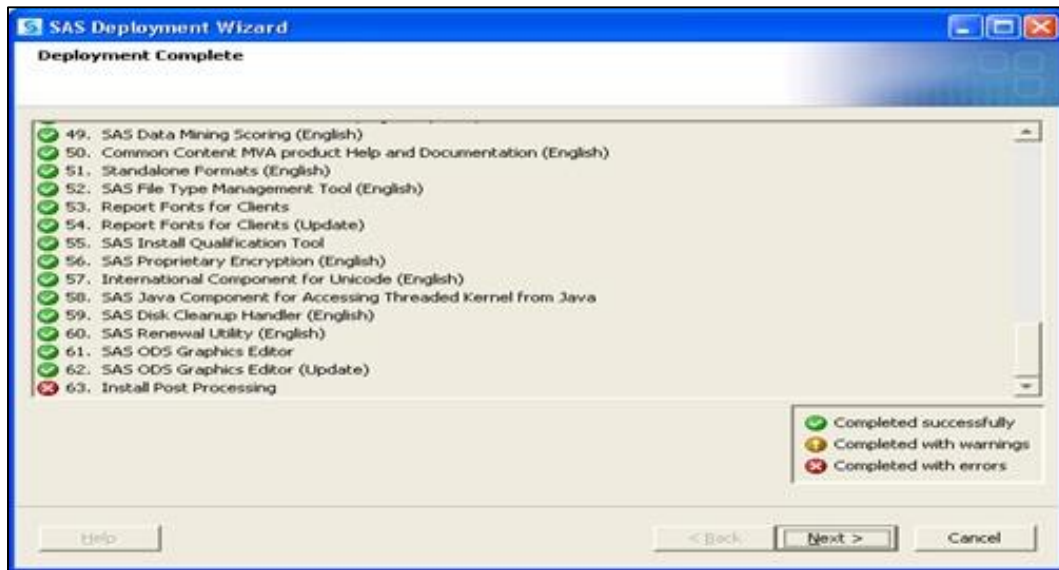 SAS Deployment Wizard
Deployment Complete
49. SAS Data Mining Scoring (English)
50. Common Content MVA product Help and Documentation (English)
51. Standalone Formats (English)
52. SAS File Type Management Tool (English)
53. Report Fonts for Clients
54. Report Fonts for Clients (Update)
55. SAS Install Qualification Tool
56. SAS Proprietary Encryption (English)
57. International Component for Unicode (English)
58. SAS Java Component for Accessing Threaded Kernel from Java
59. SAS Disk Cleanup Handler (English)
60. SAS Renewal Utility (English)
61. SAS ODS Graphics Editor
62. SAS ODS Graphics Editor (Update)
63. Install Post Processing
Completed successfully
Completed with warnings
Completed with errors
Help
< Back
Next >
Cancel